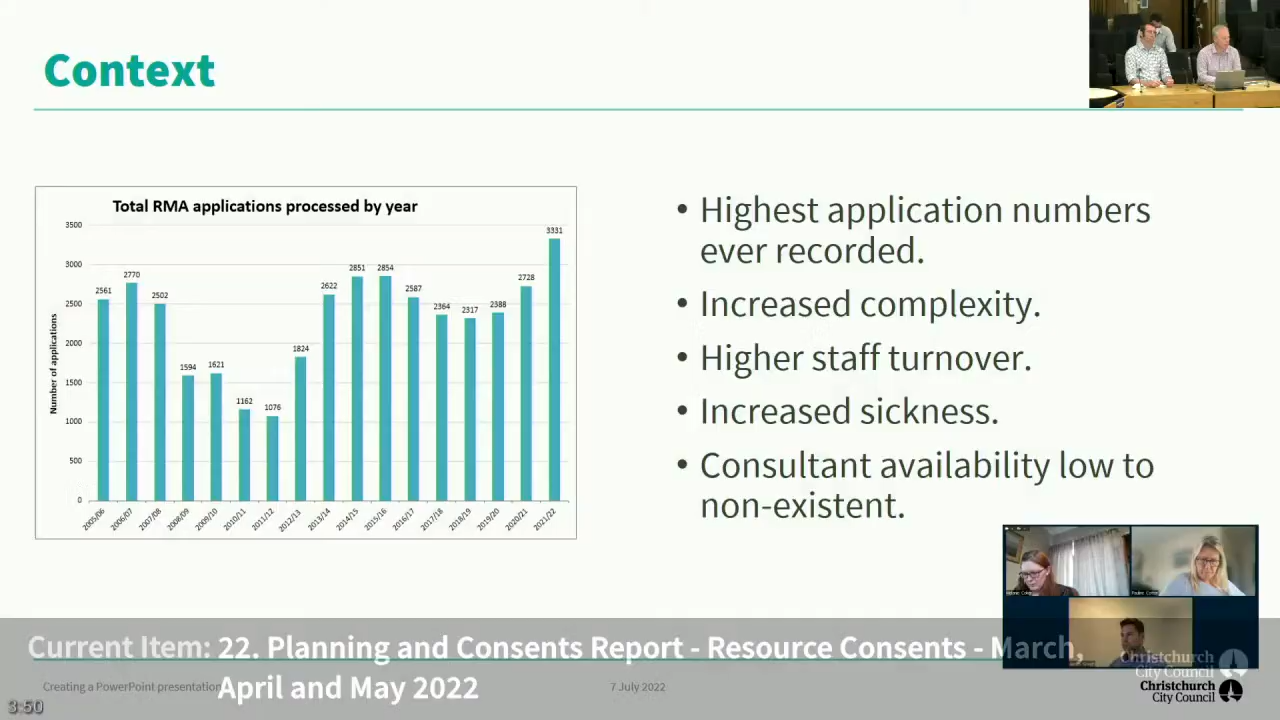 Context
Total RMA applications processed by year
Number of applications
3500
3000
2500
2000
1500
1000
500
0
2561
2770
2502
1594
1621
1162
1076
1824
2622
2851
2854
2587
2364
2317
2388
2728
3331
2005/06
2006/07
2007/08
2008/09
2009/10
2010/11
2011/12
2012/13
2013/14
2014/15
2015/16
2016/17
2017/18
2018/19
2019/20
2020/21
2021/22
• Highest application numbers
ever recorded.
• Increased complexity.
• Higher staff turnover.
• Increased sickness.
• Consultant availability low to
non-existent.
Current Item: 22. Planning and Consents Report - Resource Consents - March,
April and May 2022
Creating a PowerPoint presentation
7 July 2022
Christchurch
City Council
Christchurch
City Council
3:50